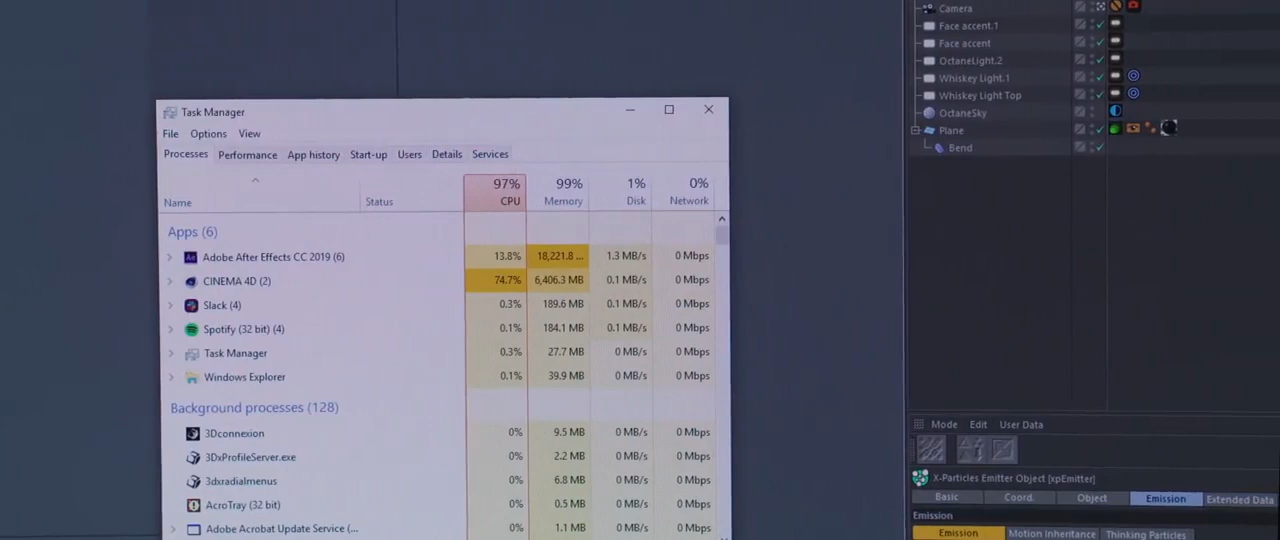 Camera
Face accent.1
Face accent
OctaneLight.2
Whiskey Light.1
Whiskey Light Top
OctaneSky
Plane
Bend
Task Manager
File Options View
Processes Performance App history Start-up Users Details Services
97% 99% 1% 0%
Name Status CPU Memory Disk Network
Apps (6)
Adobe After Effects CC 2019 (6) 13.8% 18,221.8 ... 1.3 MB/s 0 Mbps
CINEMA 4D (2) 74.7% 6,406.3 MB 0.1 MB/s 0 Mbps
Slack (4) 0.3% 189.6 MB 0.1 MB/s 0 Mbps
Spotify (32 bit) (4) 0.1% 184.1 MB 0.1 MB/s 0 Mbps
Task Manager 0.3% 27.7 MB 0 MB/s 0 Mbps
Windows Explorer 0.1% 39.9 MB 0 MB/s 0 Mbps
Background processes (128)
3Dconnexion 0% 9.5 MB 0 MB/s 0 Mbps
3DxProfileServer.exe 0% 2.2 MB 0 MB/s 0 Mbps
3dxradialmenus 0% 6.8 MB 0 MB/s 0 Mbps
AcroTray (32 bit) 0% 0.5 MB 0 MB/s 0 Mbps
Adobe Acrobat Update Service (... 0% 1.1 MB 0 MB/s 0 Mbps
Mode Edit User Data
X-Particles Emitter Object [xpEmitter]
Basic Coord. Object Emission Extended Data
Emission
Emission Motion Inheritance Thinking Particles